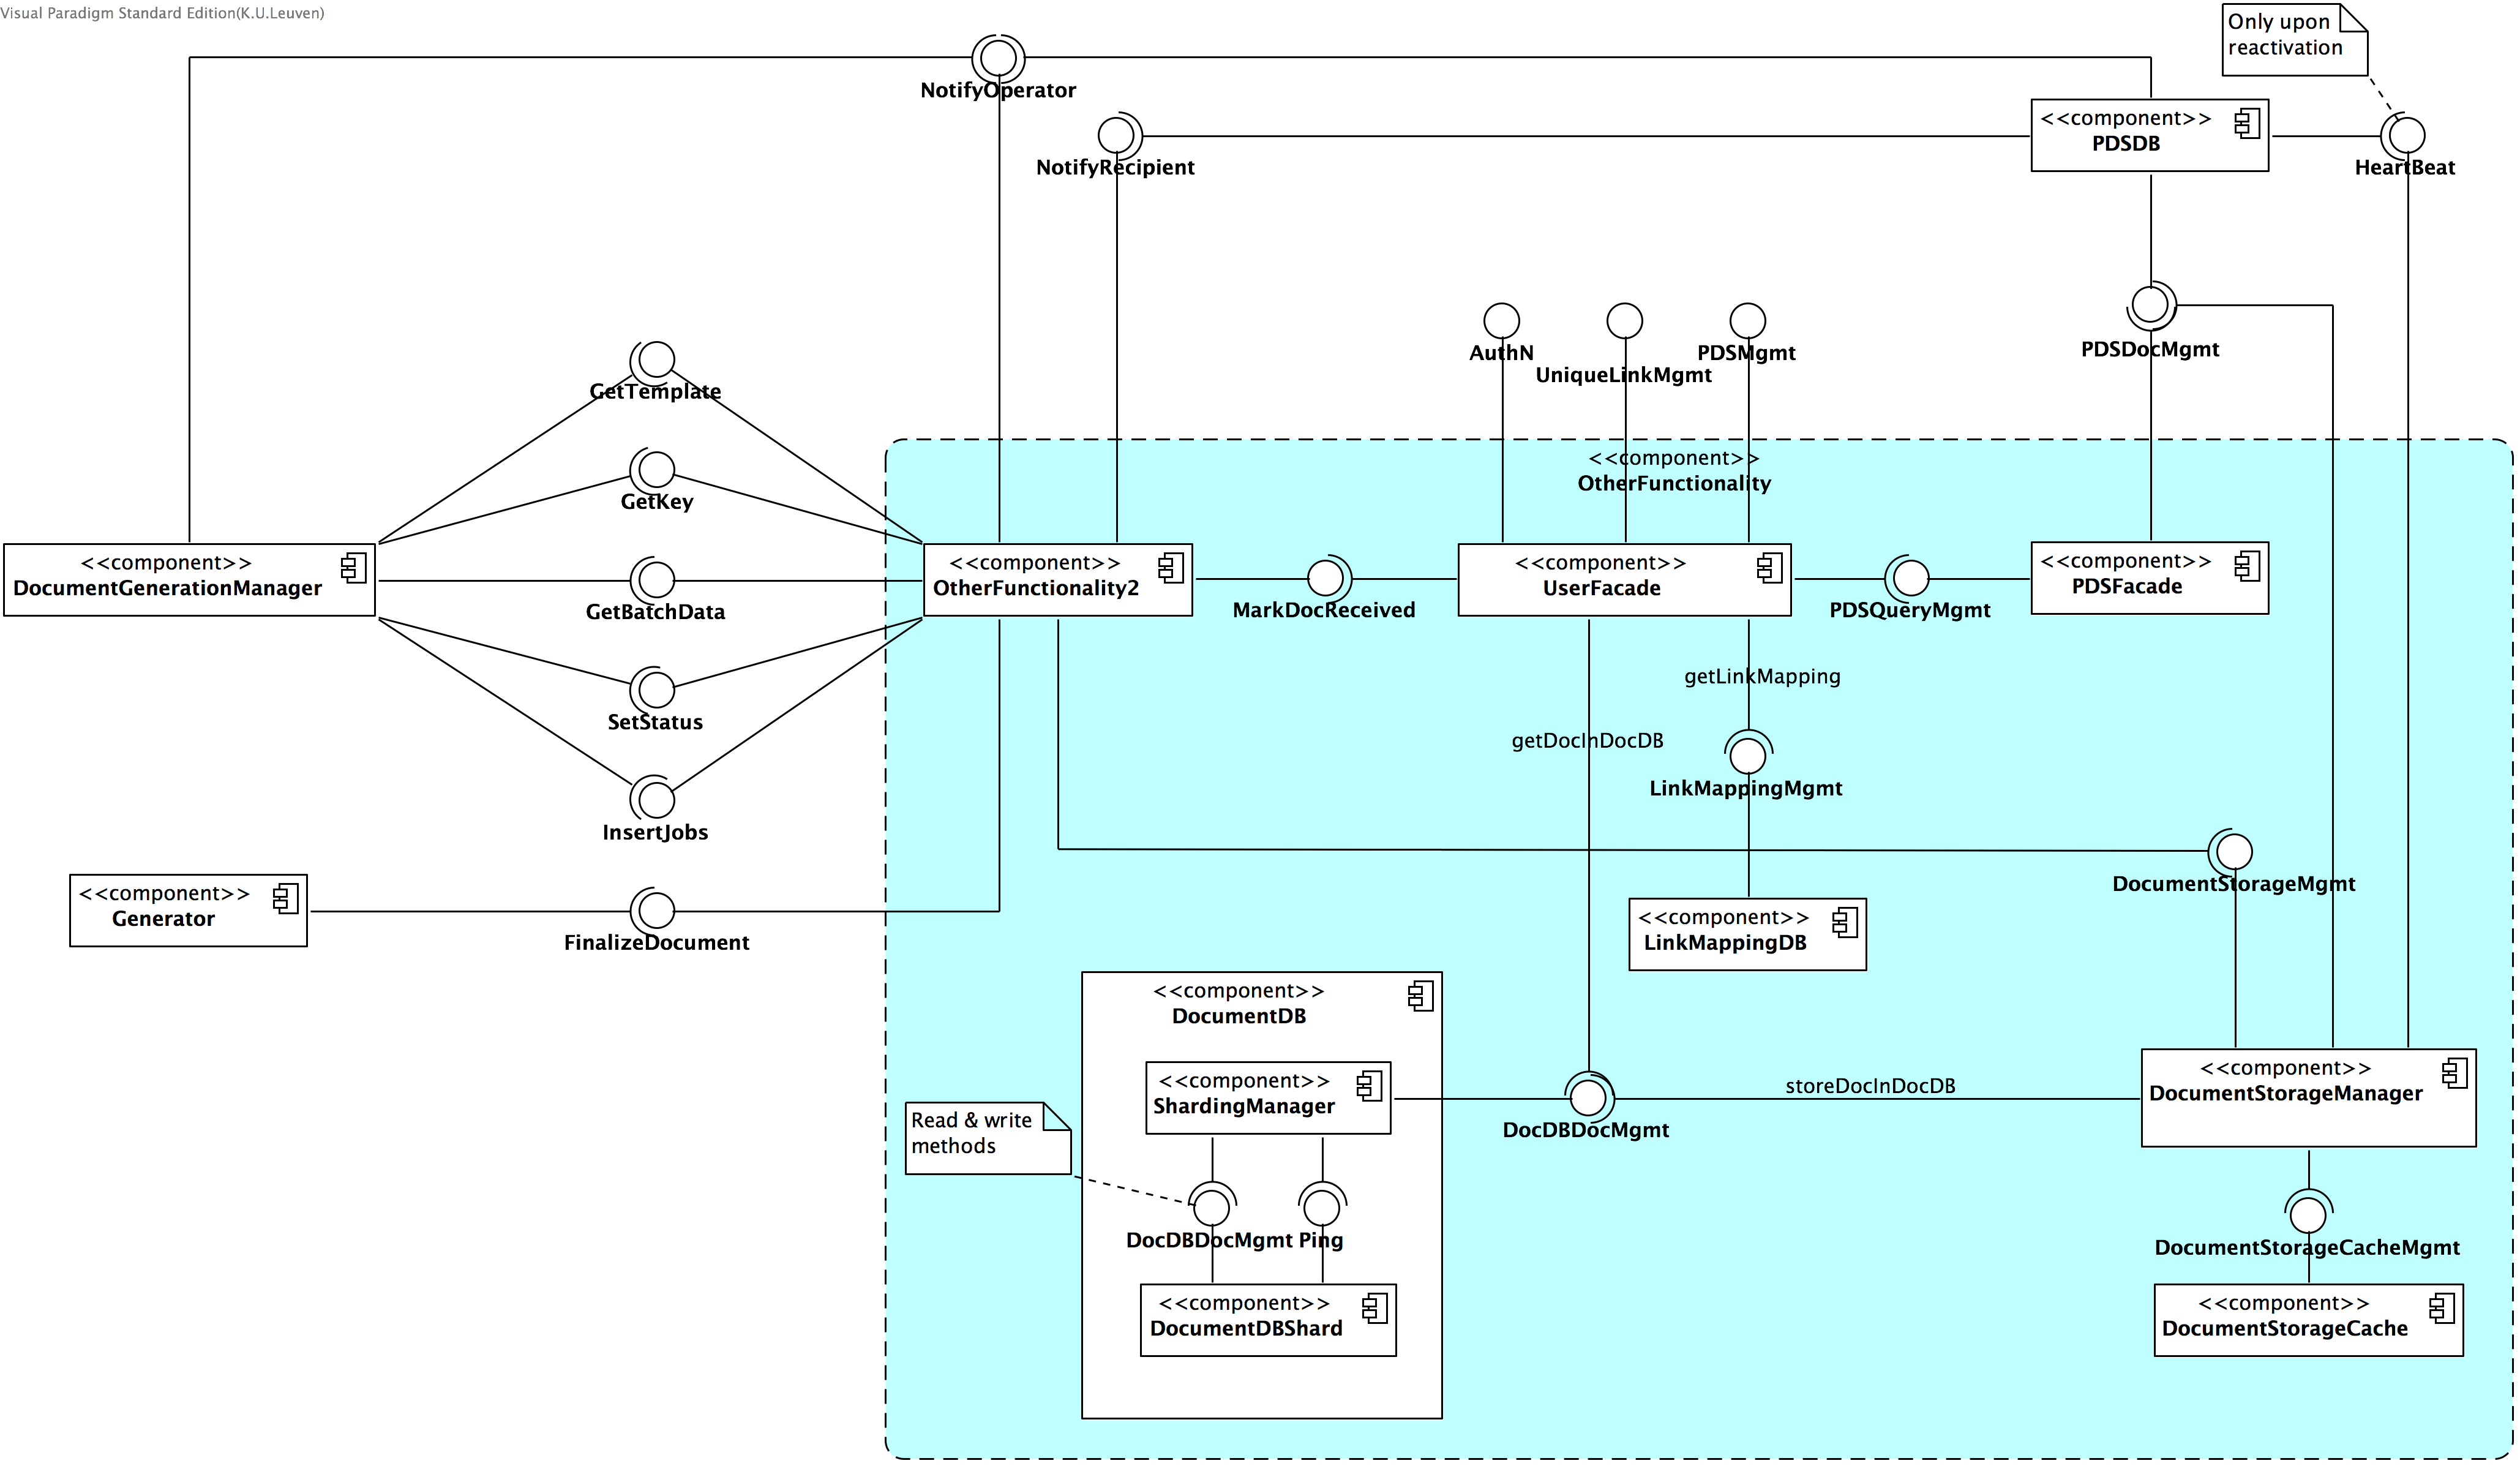 Visual Paradigm Standard Edition(K.U.Leuven)
Only upon
reactivation
NotifyOperator
<<component>>
PDSDB
NotifyRecipient
HeartBeat
AuthN
PDSMgmt
PDSDocMgmt
UniqueLinkMgmt
GetTemplate
<<component>>
OtherFunctionality
GetKey
<<component>>
DocumentGenerationManager
<<component>>
OtherFunctionality2
<<component>>
UserFacade
<<component>>
PDSFacade
GetBatchData
MarkDocReceived
PDSQueryMgmt
getLinkMapping
SetStatus
getDocInDocDB
LinkMappingMgmt
InsertJobs
DocumentStorageMgmt
<<component>>
Generator
FinalizeDocument
<<component>>
LinkMappingDB
<<component>>
DocumentDB
<<component>>
ShardingManager
storeDocInDocDB
<<component>>
DocumentStorageManager
Read & write
methods
DocDBDocMgmt
DocDBDocMgmt
Ping
DocumentStorageCacheMgmt
<<component>>
DocumentDBShard
<<component>>
DocumentStorageCache